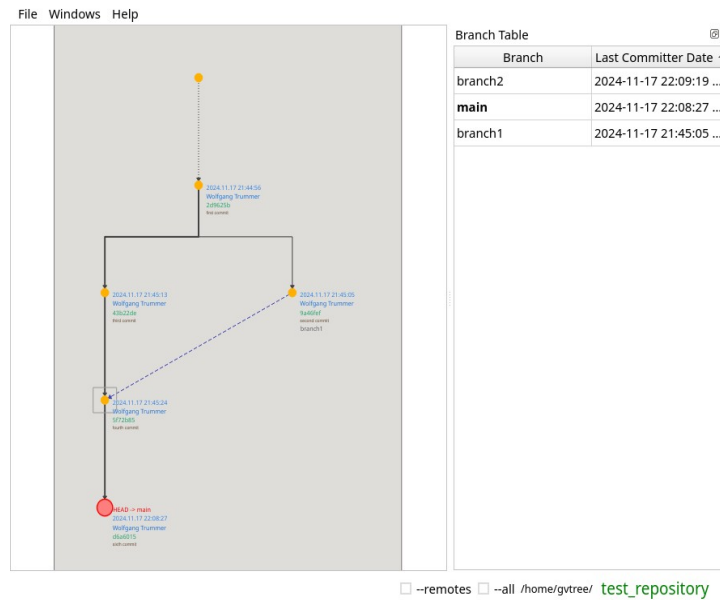 File Windows Help
Branch Table
Branch Last Committer Date
branch2 2024-11-17 22:09:19 ...
main 2024-11-17 22:08:27 ...
branch1 2024-11-17 21:45:05 ...
2024.11.17 21:44:56
Wolfgang Trummer
2d9625b
first commit
2024.11.17 21:45:13
Wolfgang Trummer
43b22de
third commit
2024.11.17 21:45:05
Wolfgang Trummer
9a46fef
second commit
branch1
2024.11.17 21:45:24
Wolfgang Trummer
5f72b85
fourth commit
HEAD -> main
2024.11.17 22:08:27
Wolfgang Trummer
d6a6015
sixth commit
--remotes --all /home/gvtree/ test_repository